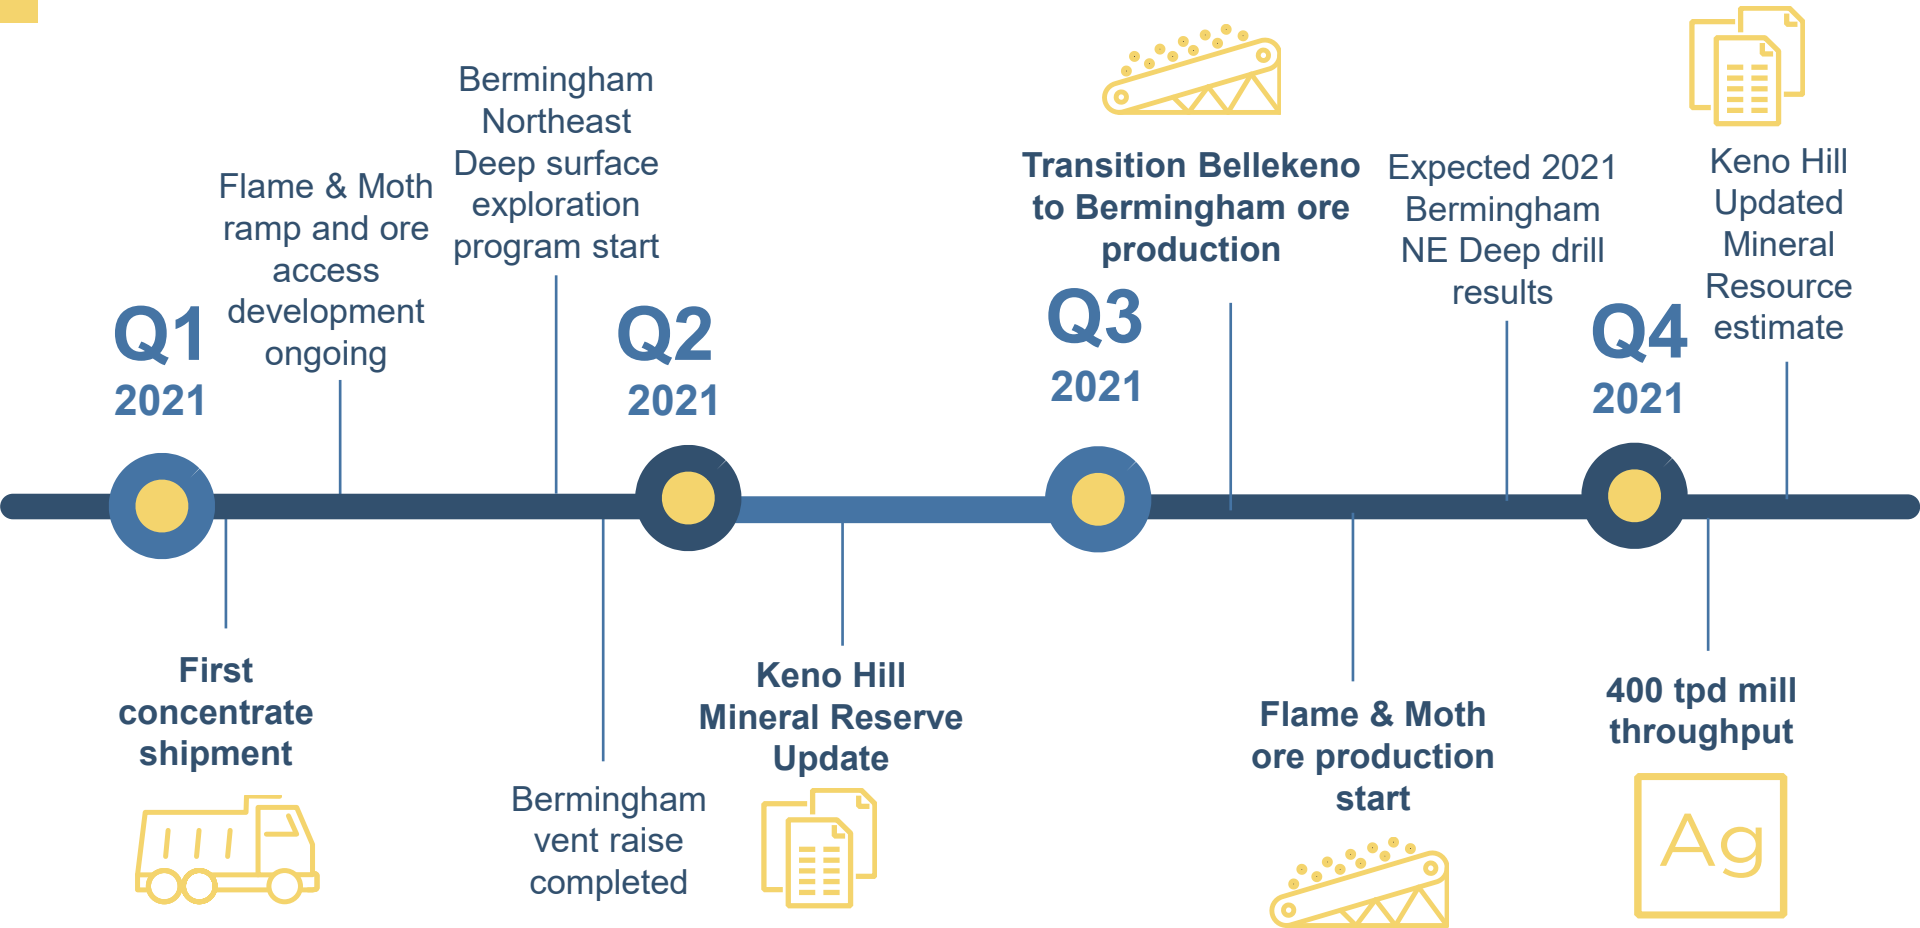 Q1
2021
Flame & Moth
ramp and ore
access
development
ongoing
Bermingham
Northeast
Deep surface
exploration
program start
Q2
2021
Transition Bellekeno
to Bermingham ore
production
Q3
2021
Expected 2021
Bermingham
NE Deep drill
results
Q4
2021
Keno Hill
Updated
Mineral
Resource
estimate
First
concentrate
shipment
Bermingham
vent raise
completed
Keno Hill
Mineral Reserve
Update
Flame & Moth
ore production
start
400 tpd mill
throughput
Ag